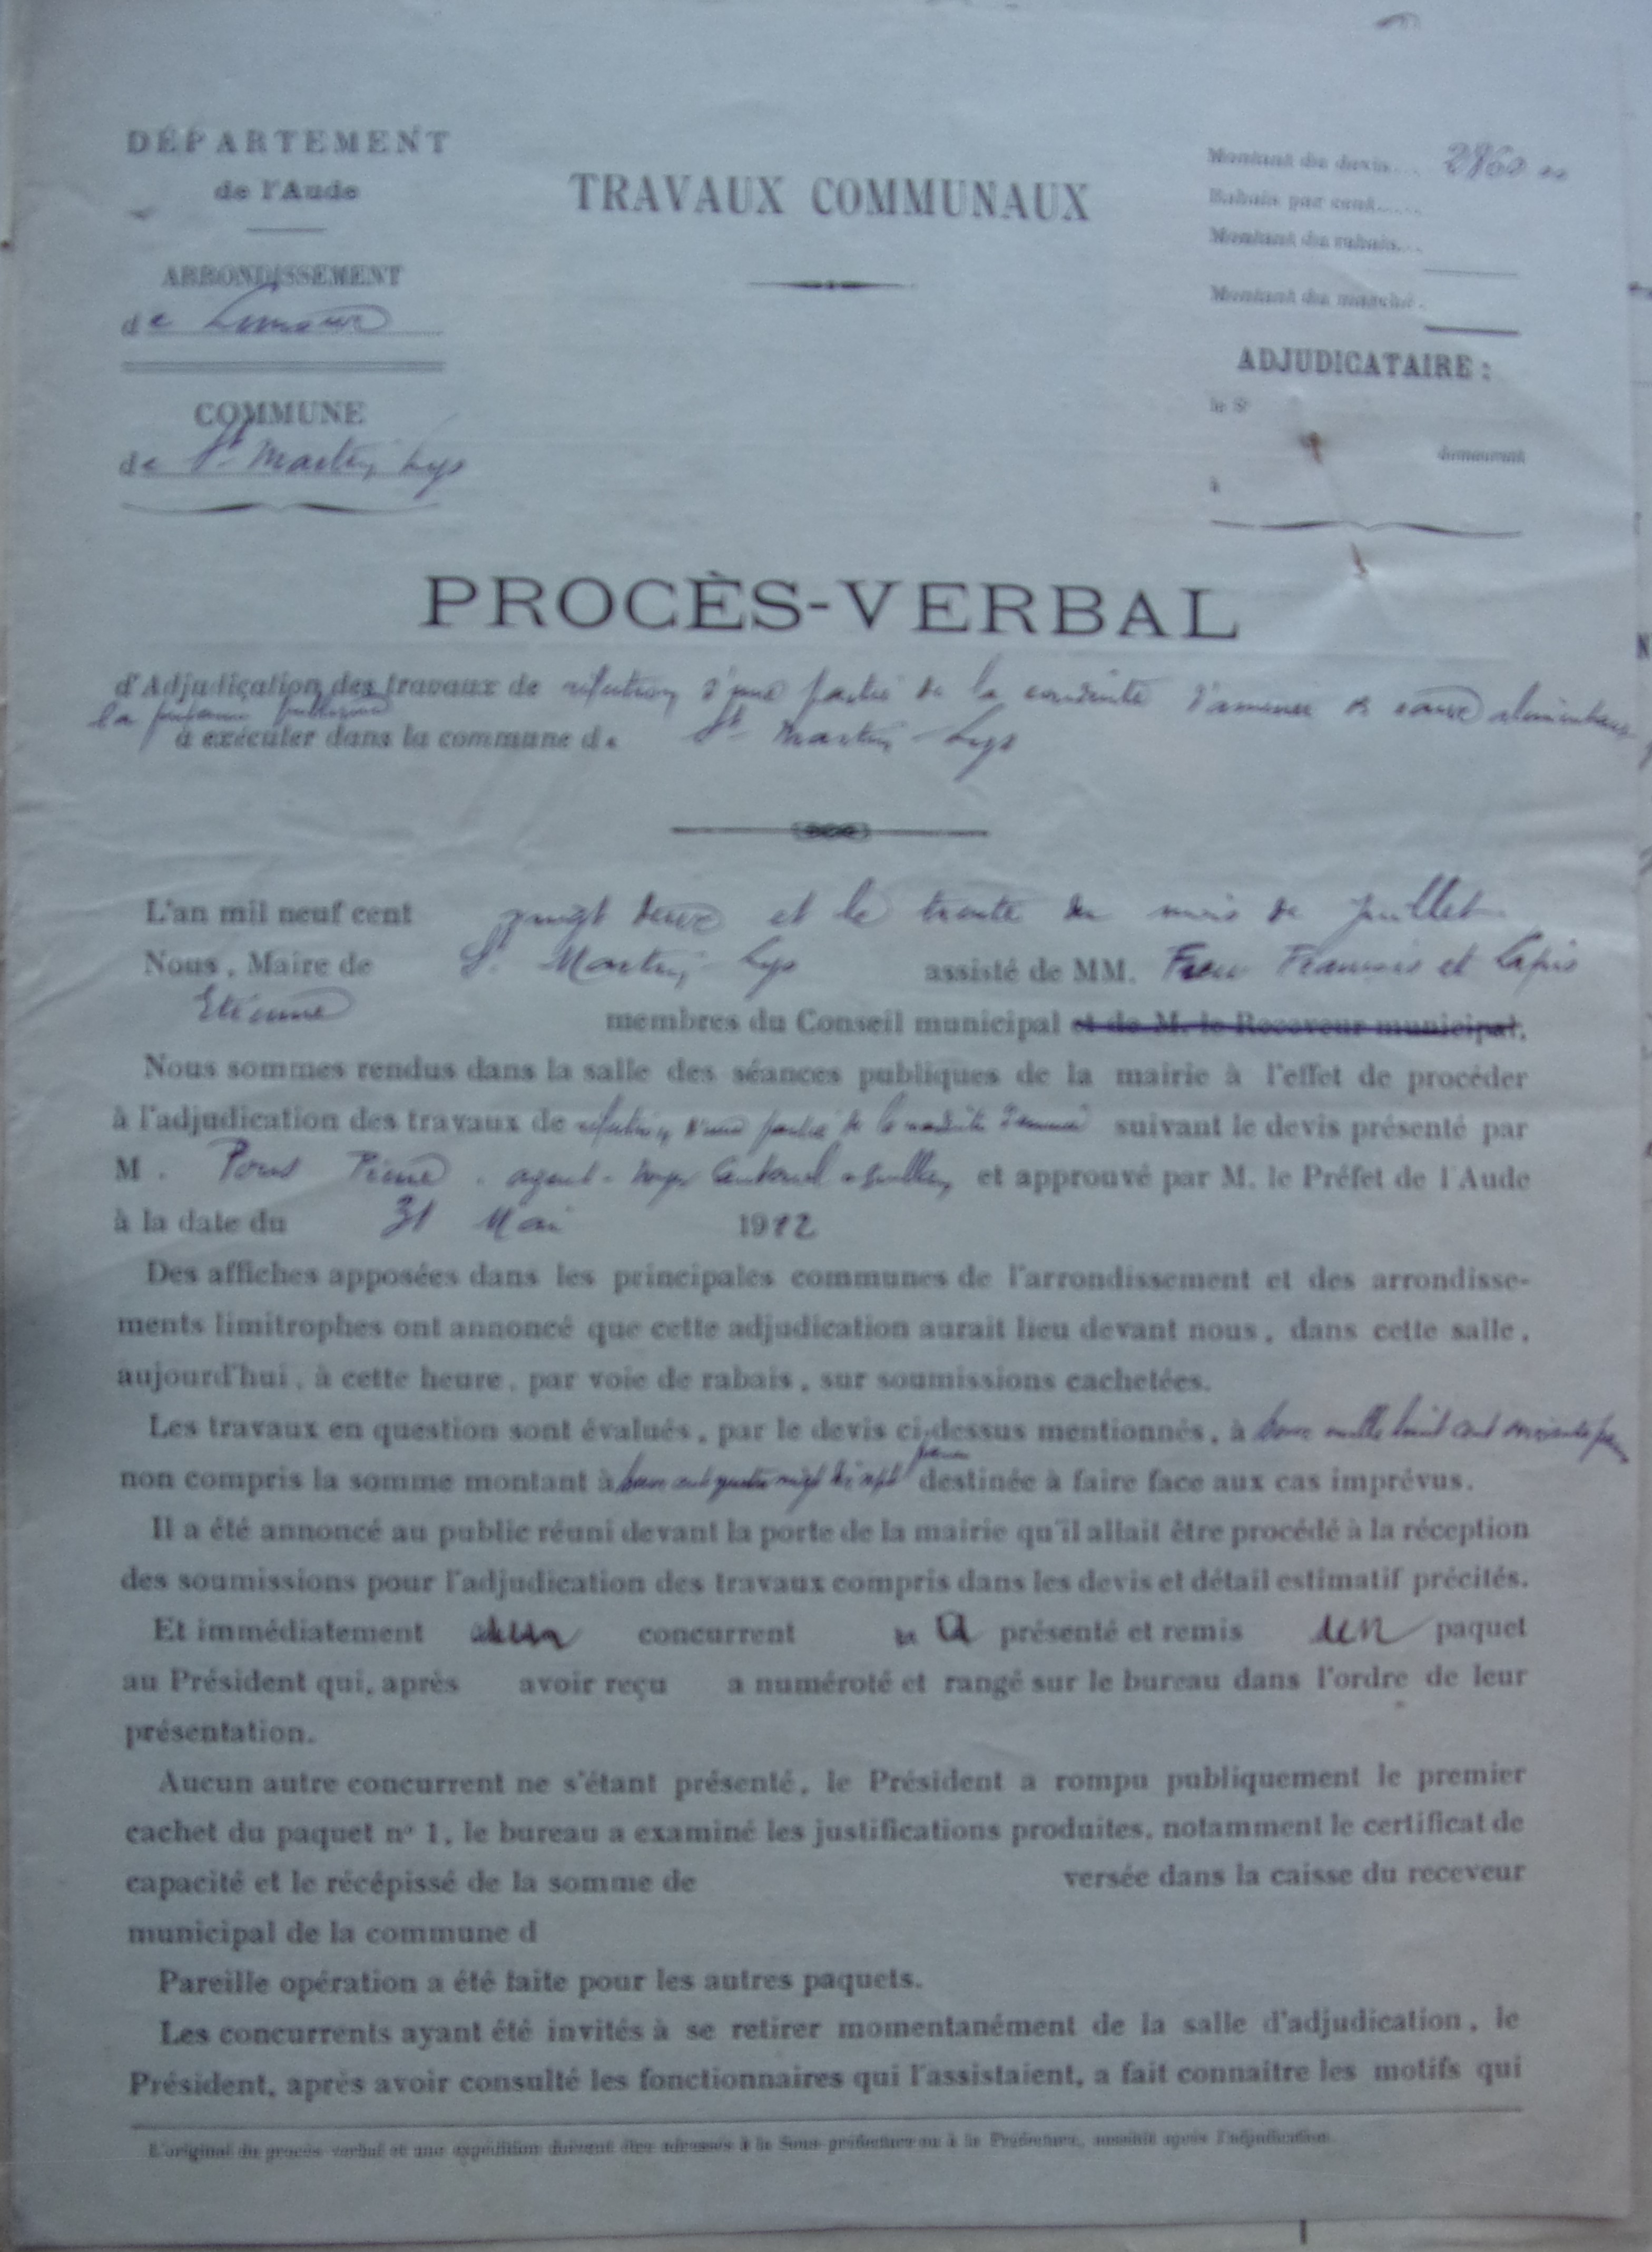 DÉPARTEMENT
de l'Aude
ARRONDISSEMENT
de Limoux
COMMUNE
de St Martin Lys
TRAVAUX COMMUNAUX
Montant du devis.... 2860 00
Rabais par cent......
Montant du rabais...
Montant du marché.
ADJUDICATAIRE :
le Sr
demeurant
à
PROCÈS-VERBAL
d'Adjudication des travaux de réfection d'une partie de la conduite d'amenée des eaux alimentaires
la fontaine publique
à exécuter dans la commune de St Martin-Lys
L'an mil neuf cent vingt deux et le trente du mois de juillet
Nous, Maire de St Martin Lys assisté de MM. Francois et Lapis
Etienne membres du Conseil municipal et de M. le Receveur municipal,
Nous sommes rendus dans la salle des séances publiques de la mairie à l'effet de procéder
à l'adjudication des travaux de réfection d'une partie de la conduite d'amenée suivant le devis présenté par
M. Pous Pierre, agent-voyer Cantonal à Quillan, et approuvé par M. le Préfet de l'Aude
à la date du 31 Mai 1922
Des affiches apposées dans les principales communes de l'arrondissement et des arrondisse-
ments limitrophes ont annoncé que cette adjudication aurait lieu devant nous, dans cette salle,
aujourd'hui, à cette heure, par voie de rabais, sur soumissions cachetées.
Les travaux en question sont évalués, par le devis ci-dessus mentionnés, à deux mille huit cent soixante f
non compris la somme montant à deux cent quatre vingt dix sept francs destinée à faire face aux cas imprévus.
Il a été annoncé au public réuni devant la porte de la mairie qu'il allait être procédé à la réception
des soumissions pour l'adjudication des travaux compris dans les devis et détail estimatif précités.
Et immédiatement un concurrent a présenté et remis un paquet
au Président qui, après avoir reçu a numéroté et rangé sur le bureau dans l'ordre de leur
présentation.
Aucun autre concurrent ne s'étant présenté, le Président a rompu publiquement le premier
cachet du paquet n° 1, le bureau a examiné les justifications produites, notamment le certificat de
capacité et le récépissé de la somme de versée dans la caisse du receveur
municipal de la commune d
Pareille opération a été faite pour les autres paquets.
Les concurrents ayant été invités à se retirer momentanément de la salle d'adjudication, le
Président, après avoir consulté les fonctionnaires qui l'assistaient, a fait connaitre les motifs qui
L'original du procès-verbal et une expédition doivent être adressés à la Sous-préfecture ou à la Préfecture, aussitôt après l'adjudication.